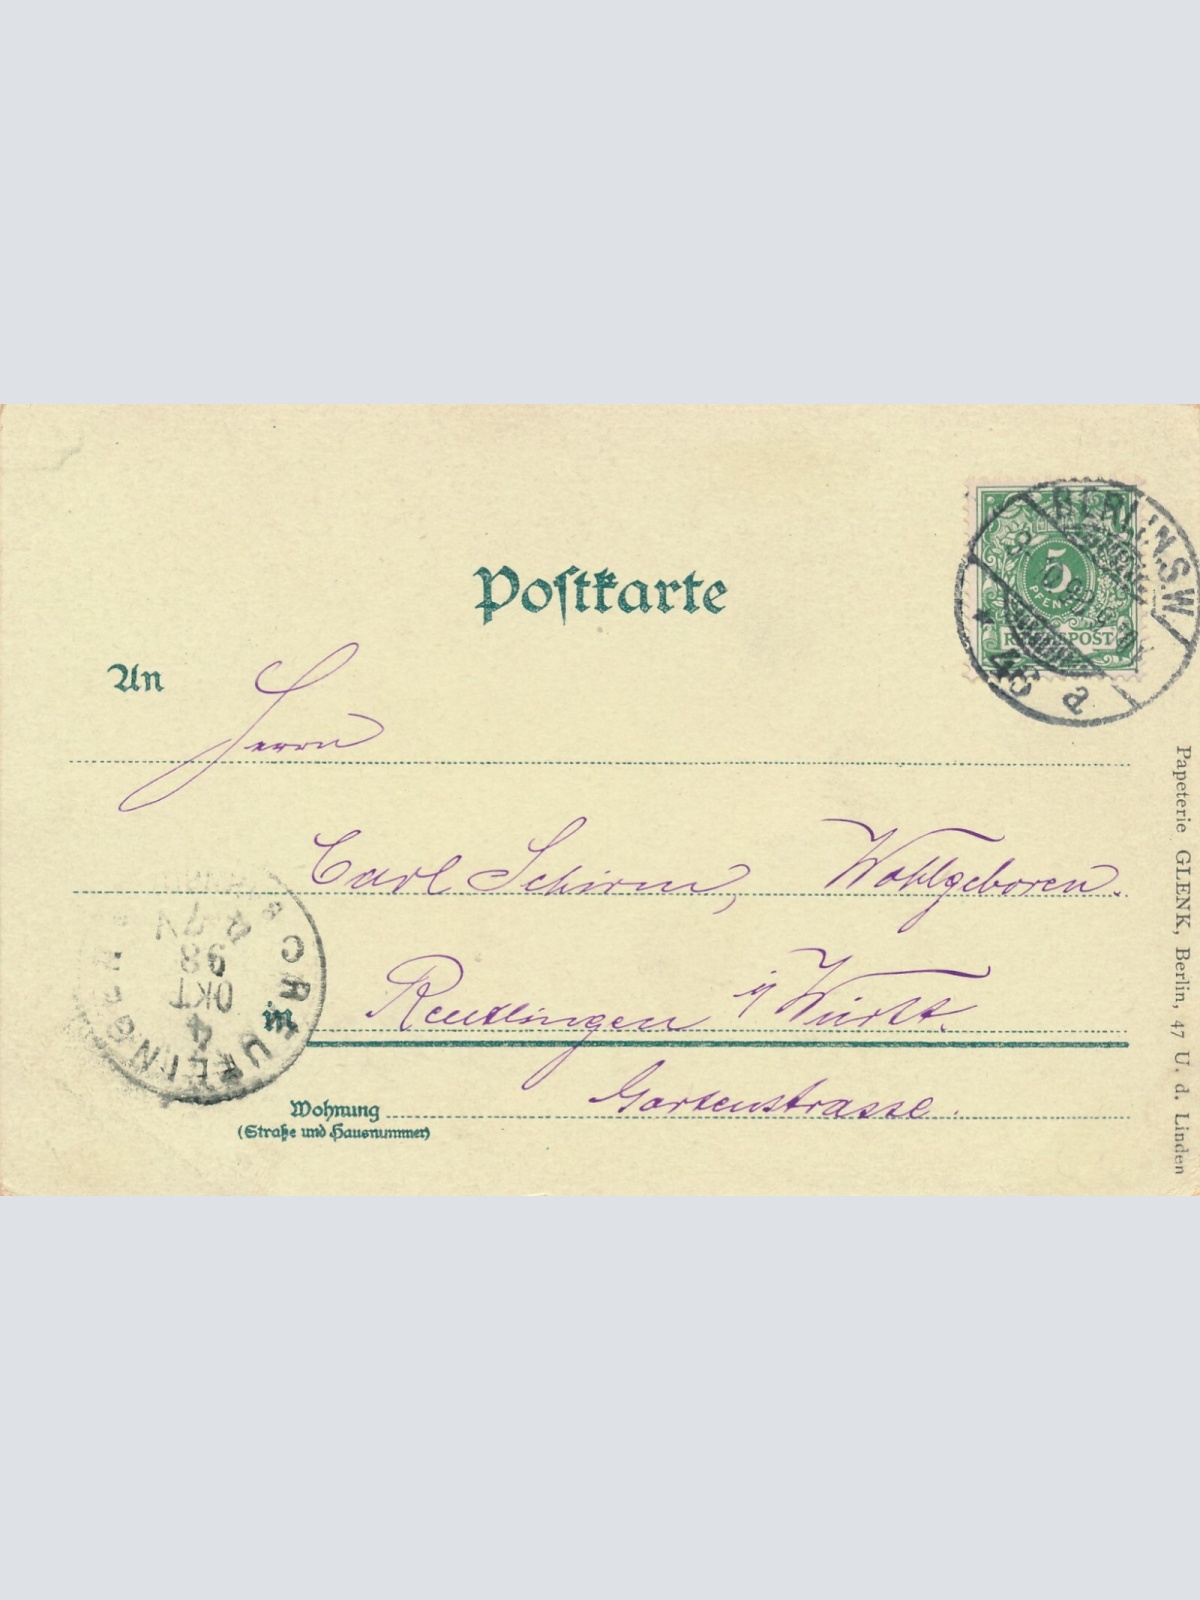 Postkarte
BERLIN.S.W
5
PFENNIG
REICHSPOST
46 a
An
Herrn
Carl Schirm, Wohlgeboren.
in Reutlingen i/Württ.
Wohnung Gartenstrasse.
(Straße und Hausnummer)
REUTLINGEN
4
OKT
98
Papeterie GLENK, Berlin, 47 U. d. Linden